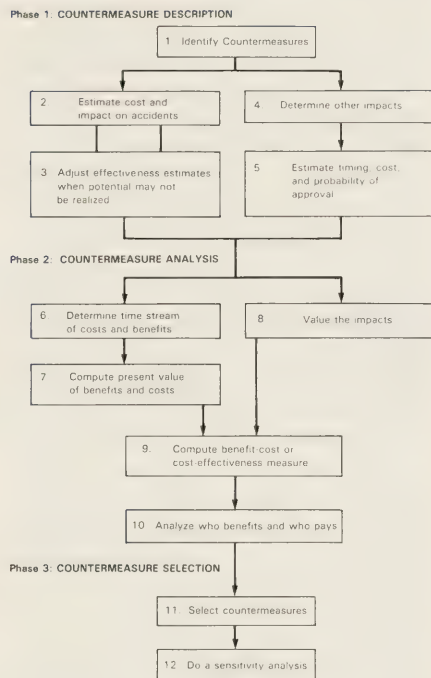 Phase 1: COUNTERMEASURE DESCRIPTION
1 Identify Countermeasures
2 Estimate cost and
impact on accidents
4 Determine other impacts
3 Adjust effectiveness estimates
when potential may not
be realized
5 Estimate timing, cost,
and probability of
approval
Phase 2: COUNTERMEASURE ANALYSIS
6 Determine time stream
of costs and benefits
8 Value the impacts
7 Compute present value
of benefits and costs
9. Compute benefit-cost or
cost-effectiveness measure
10 Analyze who benefits and who pays
Phase 3: COUNTERMEASURE SELECTION
11. Select countermeasures
12 Do a sensitivity analysis